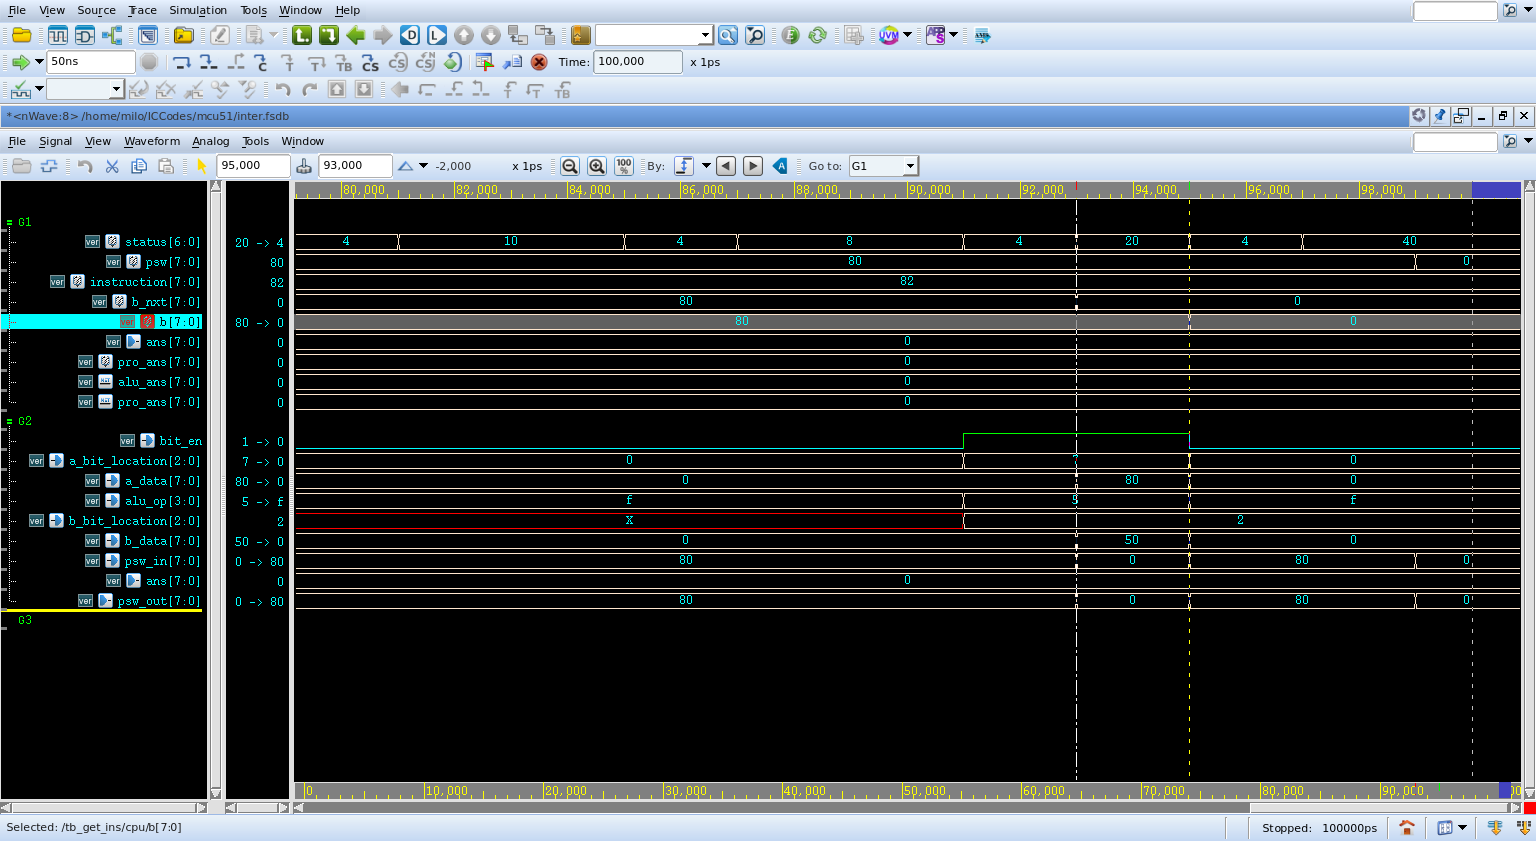 File View Source Trace Simulation Tools Window Help
50ns Time: 100,000 x 1ps
*<nWave:8> /home/milo/ICCodes/mcu51/inter.fsdb
File Signal View Waveform Analog Tools Window
95,000 93,000 -2,000 x 1ps 100% By: Go to: G1
80,000 82,000 84,000 86,000 88,000 90,000 92,000 94,000 96,000 98,000
G1
ver status[6:0] 20 -> 4 4 10 4 8 4 20 4 40
ver psw[7:0] 80 80 0
ver instruction[7:0] 82 82
ver b_nxt[7:0] 0 80 0
ver b[7:0] 80 -> 0 80 0
ver ans[7:0] 0 0
ver pro_ans[7:0] 0 0
ver alu_ans[7:0] 0 0
ver pro_ans[7:0] 0 0
G2
ver bit_en 1 -> 0
ver a_bit_location[2:0] 7 -> 0 0 7 0
ver a_data[7:0] 80 -> 0 0 80 0
ver alu_op[3:0] 5 -> f f 5 f
ver b_bit_location[2:0] 2 X 2
ver b_data[7:0] 50 -> 0 0 50 0
ver psw_in[7:0] 0 -> 80 80 0 80 0
ver ans[7:0] 0 0
ver psw_out[7:0] 0 -> 80 80 0 80 0
G3
0 10,000 20,000 30,000 40,000 50,000 60,000 70,000 80,000 90,000
Selected: /tb_get_ins/cpu/b[7:0] Stopped: 100000ps